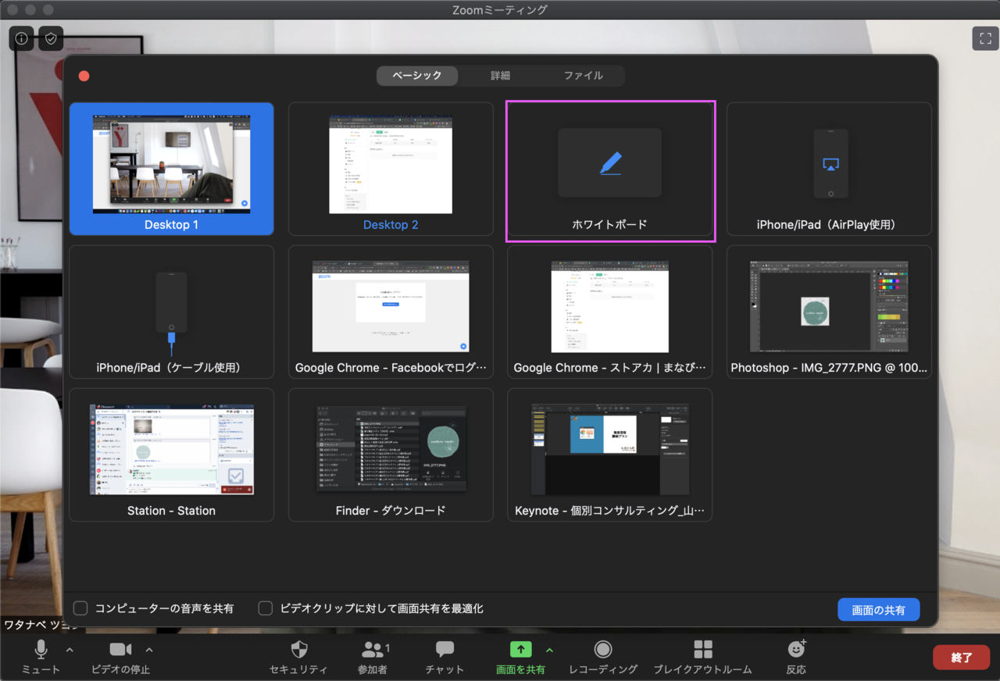 Zoomミーティング
ベーシック
詳細
ファイル
Desktop 1
Desktop 2
ホワイトボード
iPhone/iPad（AirPlay使用）
iPhone/iPad（ケーブル使用）
Google Chrome - Facebookでログ…
Google Chrome - ストアカ | まなび…
Photoshop - IMG_2777.PNG @ 100...
Station - Station
Finder - ダウンロード
Keynote - 個別コンサルティング_山…
コンピューターの音声を共有
ビデオクリップに対して画面共有を最適化
画面の共有
ワタナベ ツヨシ
1
ミュート
ビデオの停止
セキュリティ
参加者
チャット
画面を共有
レコーディング
ブレイクアウトルーム
反応
終了